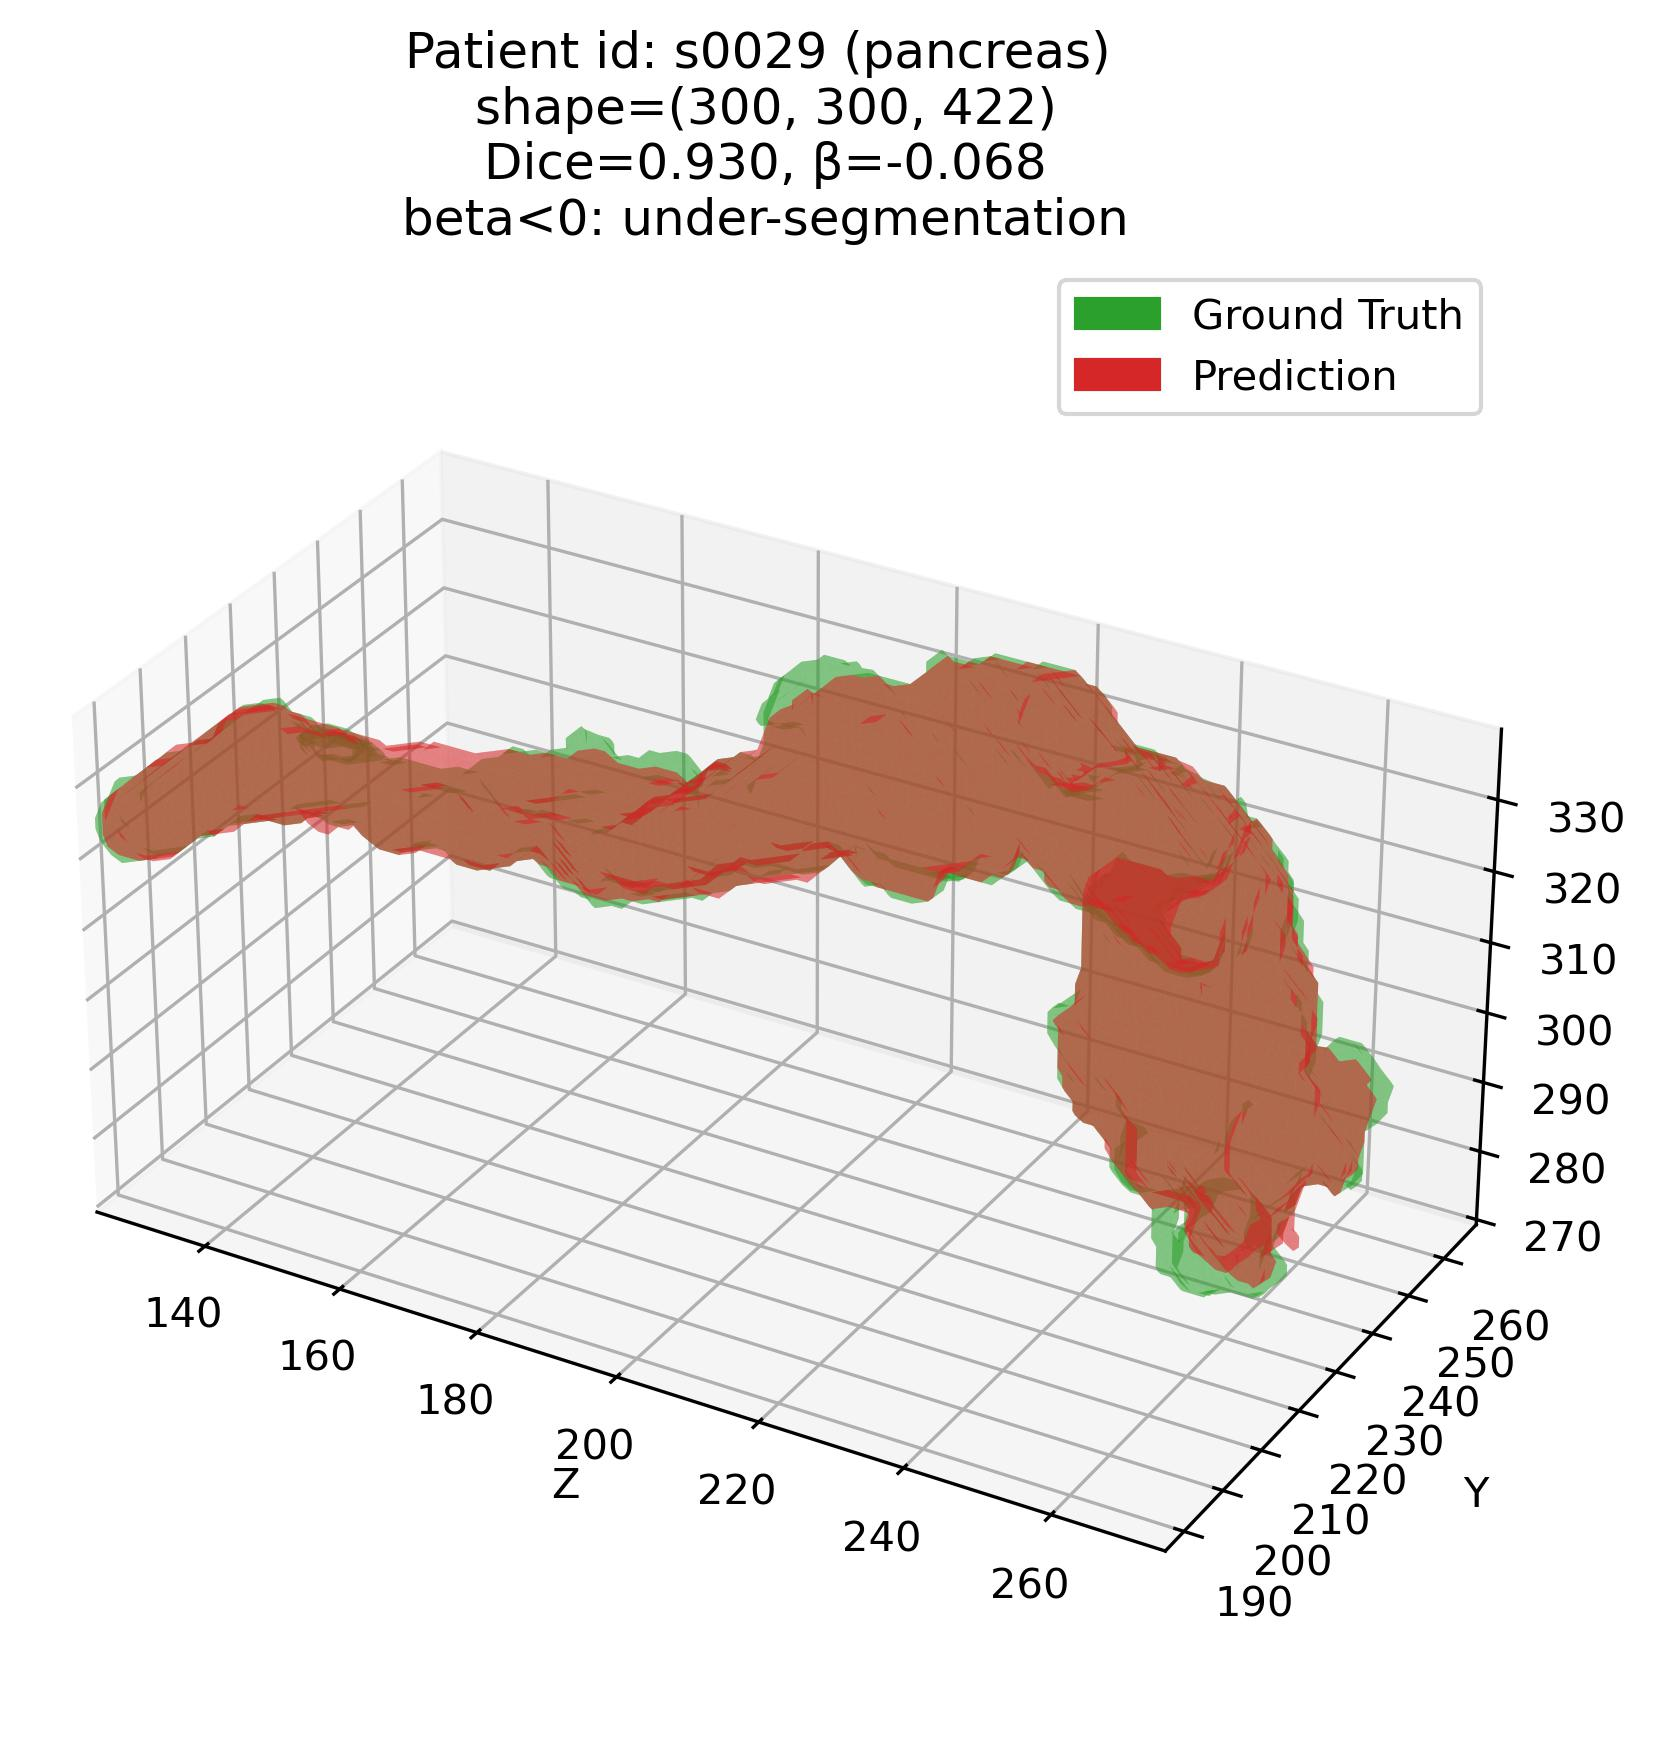 Patient id: s0029 (pancreas)
shape=(300, 300, 422)
Dice=0.930, β=-0.068
beta<0: under-segmentation
Ground Truth
Prediction
330
320
310
300
290
280
270
140
160
180
200
220
240
260
Z
260
250
240
230
220
210
200
190
Y